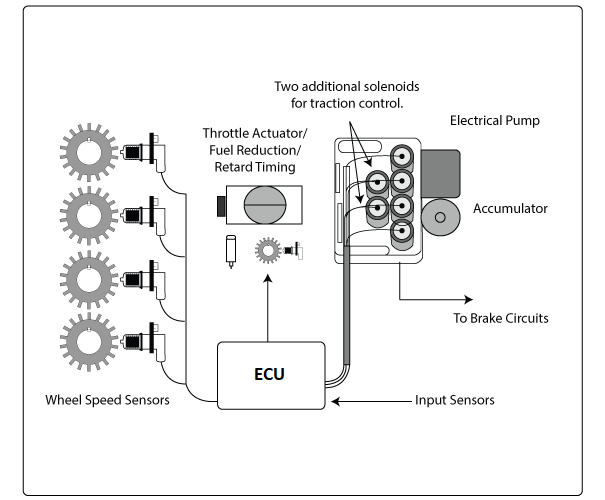 Two additional solenoids
for traction control.
Electrical Pump
Throttle Actuator/
Fuel Reduction/
Retard Timing
Accumulator
To Brake Circuits
ECU
Wheel Speed Sensors
Input Sensors